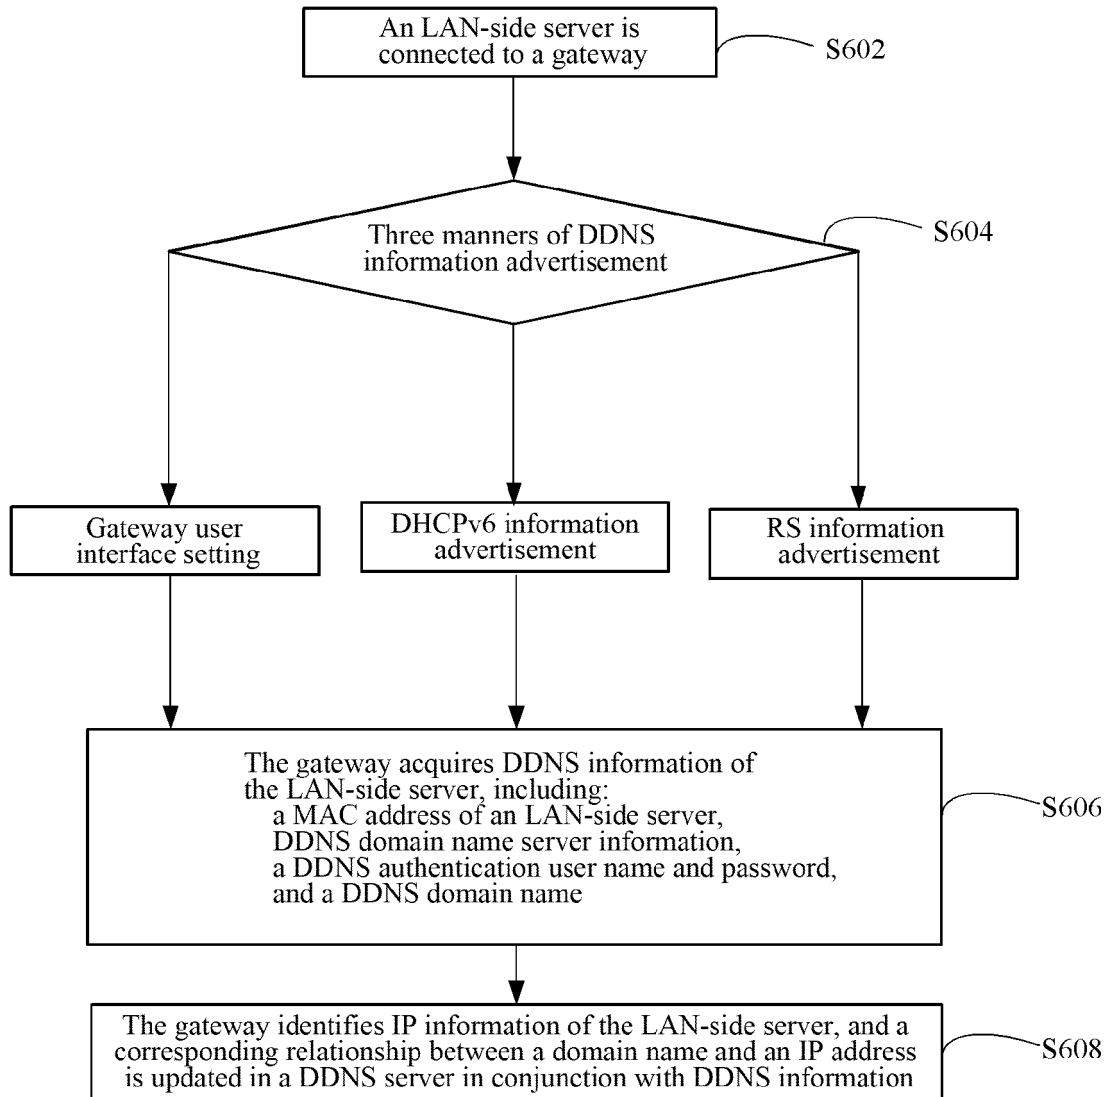 An LAN-side server is
connected to a gateway
S602
Three manners of DDNS
information advertisement
S604
Gateway user
interface setting
DHCPv6 information
advertisement
RS information
advertisement
The gateway acquires DDNS information of
the LAN-side server, including:
a MAC address of an LAN-side server,
DDNS domain name server information,
a DDNS authentication user name and password,
and a DDNS domain name
S606
The gateway identifies IP information of the LAN-side server, and a
corresponding relationship between a domain name and an IP address
is updated in a DDNS server in conjunction with DDNS information
S608